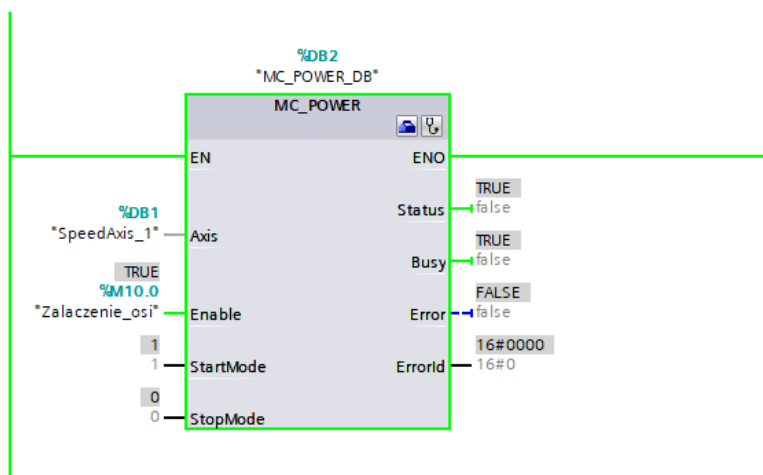 %DB2
"MC_POWER_DB"
MC_POWER
EN ENO
TRUE
Status false
%DB1
"SpeedAxis_1" Axis
TRUE
Busy false
TRUE
%M10.0
"Zalaczenie_osi" Enable
FALSE
Error false
1
1 StartMode
16#0000
ErrorId 16#0
0
0 StopMode